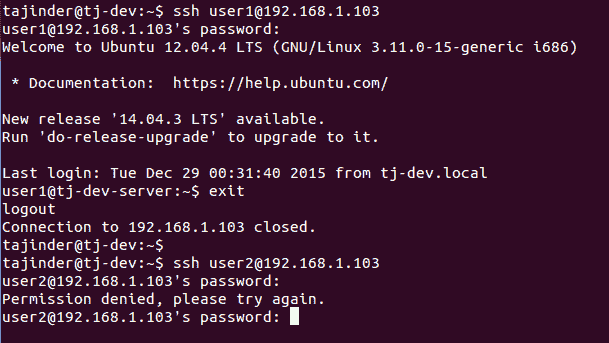 tajinder@tj-dev:~$ ssh user1@192.168.1.103
user1@192.168.1.103's password:
Welcome to Ubuntu 12.04.4 LTS (GNU/Linux 3.11.0-15-generic i686)
* Documentation:  https://help.ubuntu.com/
New release '14.04.3 LTS' available.
Run 'do-release-upgrade' to upgrade to it.
Last login: Tue Dec 29 00:31:40 2015 from tj-dev.local
user1@tj-dev-server:~$ exit
logout
Connection to 192.168.1.103 closed.
tajinder@tj-dev:~$
tajinder@tj-dev:~$ ssh user2@192.168.1.103
user2@192.168.1.103's password:
Permission denied, please try again.
user2@192.168.1.103's password: